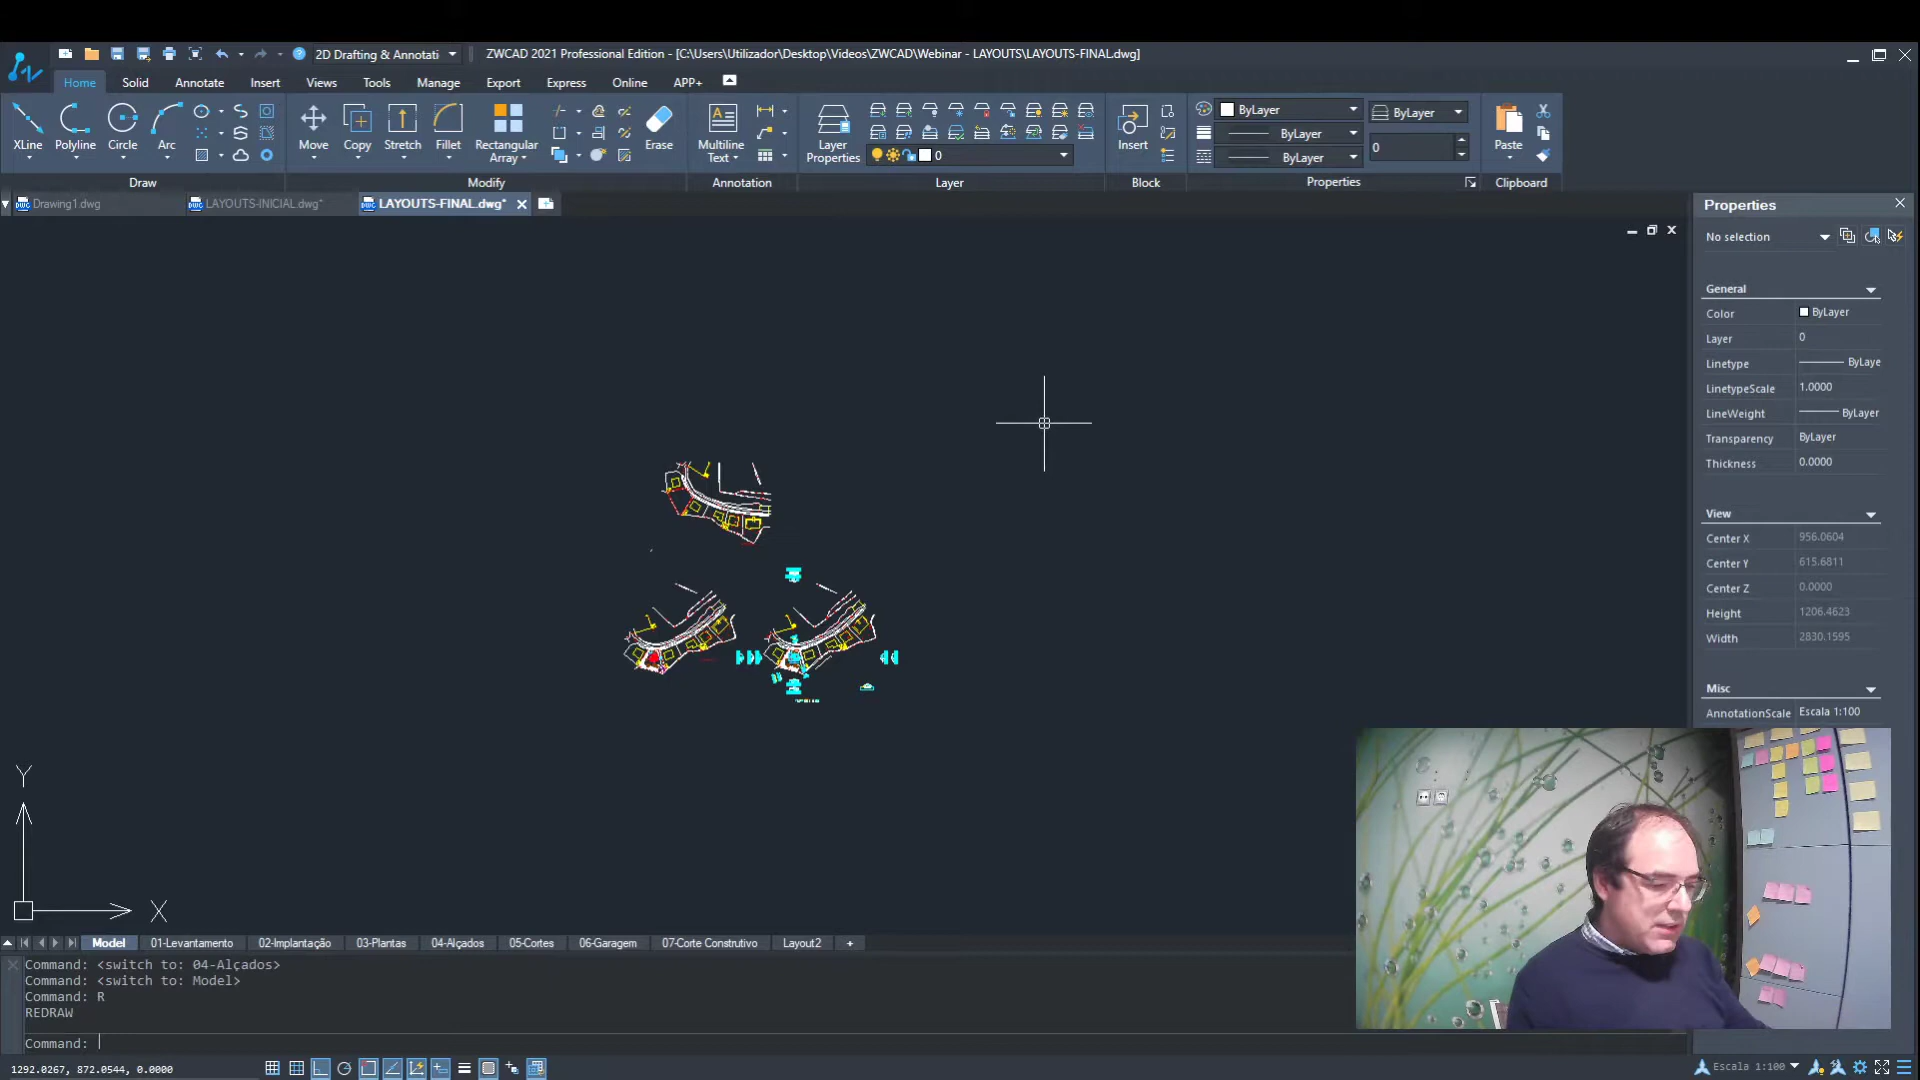 2D Drafting & Annotati
ZWCAD 2021 Professional Edition - [C:\Users\Utilizador\Desktop\Videos\ZWCAD\Webinar - LAYOUTS\LAYOUTS-FINAL.dwg]
Home Solid Annotate Insert Views Tools Manage Export Express Online APP+
XLine Polyline Circle Arc Move Copy Stretch Fillet Rectangular Array Erase Multiline Text Layer Properties Insert Paste
ByLayer ByLayer
ByLayer 0
0 ByLayer
Draw Modify Annotation Layer Block Properties Clipboard
Drawing1.dwg LAYOUTS-INICIAL.dwg* LAYOUTS-FINAL.dwg*
Properties
No selection
General
Color ByLayer
Layer 0
Linetype ByLaye
LinetypeScale 1.0000
LineWeight ByLayer
Transparency ByLayer
Thickness 0.0000
View
Center X 956.0604
Center Y 615.6811
Center Z 0.0000
Height 1206.4623
Width 2830.1595
Misc
AnnotationScale Escala 1:100
Y
X
Model 01-Levantamento 02-Implantação 03-Plantas 04-Alçados 05-Cortes 06-Garagem 07-Corte Construtivo Layout2 +
Command: <switch to: 04-Alçados>
Command: <switch to: Model>
Command: R
REDRAW
Command:
1292.0267, 872.0544, 0.0000
Escala 1:100